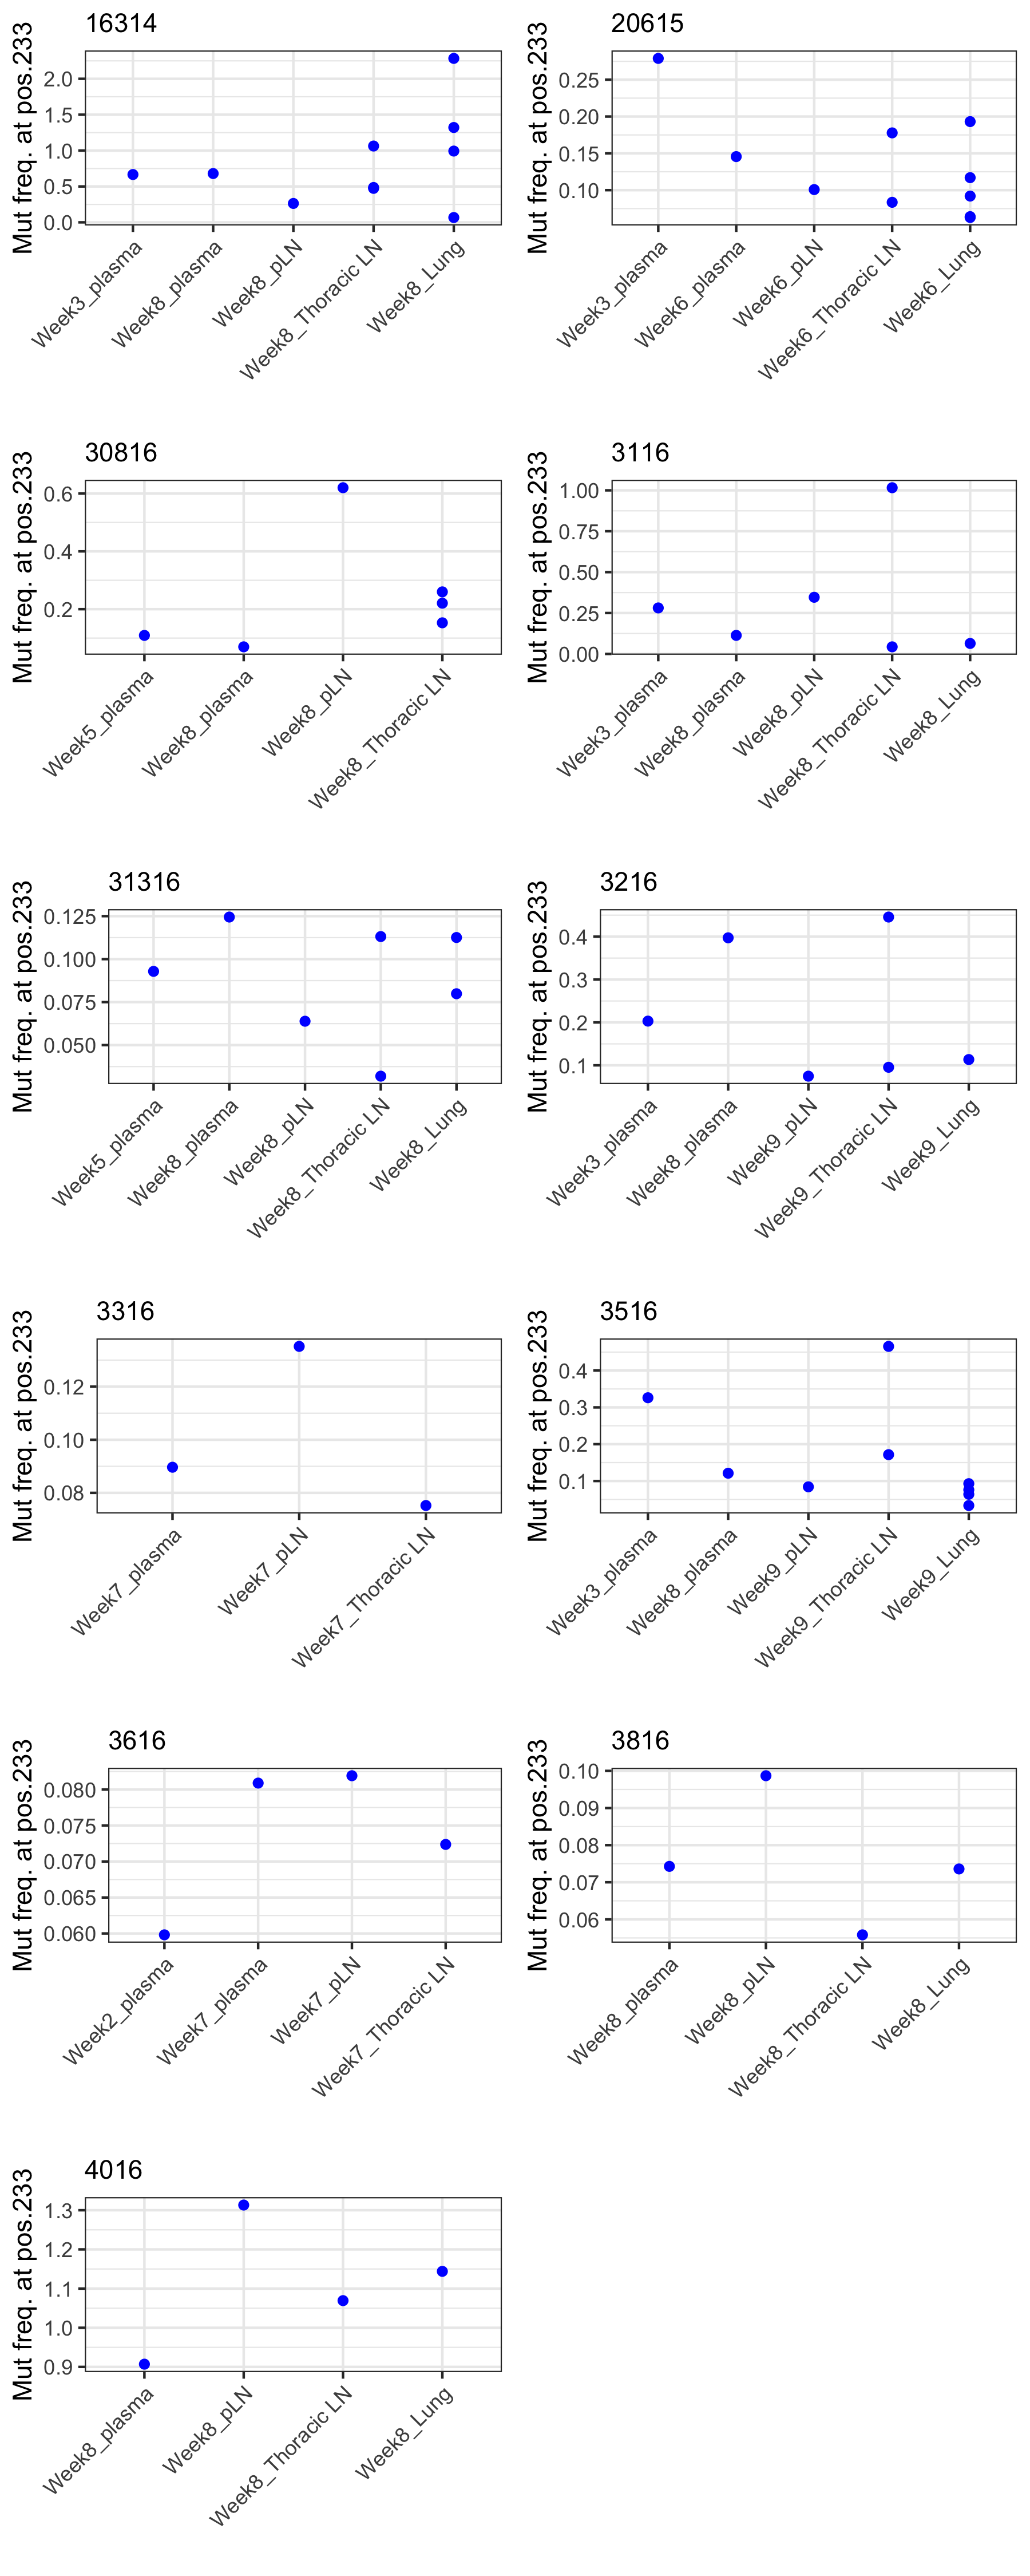 16314
Mut freq. at pos.233
2.0
1.5
1.0
0.5
0.0
Week3_plasma
Week8_plasma
Week8_pLN
Week8_Thoracic LN
Week8_Lung
20615
Mut freq. at pos.233
0.25
0.20
0.15
0.10
Week3_plasma
Week6_plasma
Week6_pLN
Week6_Thoracic LN
Week6_Lung
30816
Mut freq. at pos.233
0.6
0.4
0.2
Week5_plasma
Week8_plasma
Week8_pLN
Week8_Thoracic LN
3116
Mut freq. at pos.233
1.00
0.75
0.50
0.25
0.00
Week3_plasma
Week8_plasma
Week8_pLN
Week8_Thoracic LN
Week8_Lung
31316
Mut freq. at pos.233
0.125
0.100
0.075
0.050
Week5_plasma
Week8_plasma
Week8_pLN
Week8_Thoracic LN
Week8_Lung
3216
Mut freq. at pos.233
0.4
0.3
0.2
0.1
Week3_plasma
Week8_plasma
Week9_pLN
Week9_Thoracic LN
Week9_Lung
3316
Mut freq. at pos.233
0.12
0.10
0.08
Week7_plasma
Week7_pLN
Week7_Thoracic LN
3516
Mut freq. at pos.233
0.4
0.3
0.2
0.1
Week3_plasma
Week8_plasma
Week9_pLN
Week9_Thoracic LN
Week9_Lung
3616
Mut freq. at pos.233
0.080
0.075
0.070
0.065
0.060
Week2_plasma
Week7_plasma
Week7_pLN
Week7_Thoracic LN
3816
Mut freq. at pos.233
0.10
0.09
0.08
0.07
0.06
Week8_plasma
Week8_pLN
Week8_Thoracic LN
Week8_Lung
4016
Mut freq. at pos.233
1.3
1.2
1.1
1.0
0.9
Week8_plasma
Week8_pLN
Week8_Thoracic LN
Week8_Lung